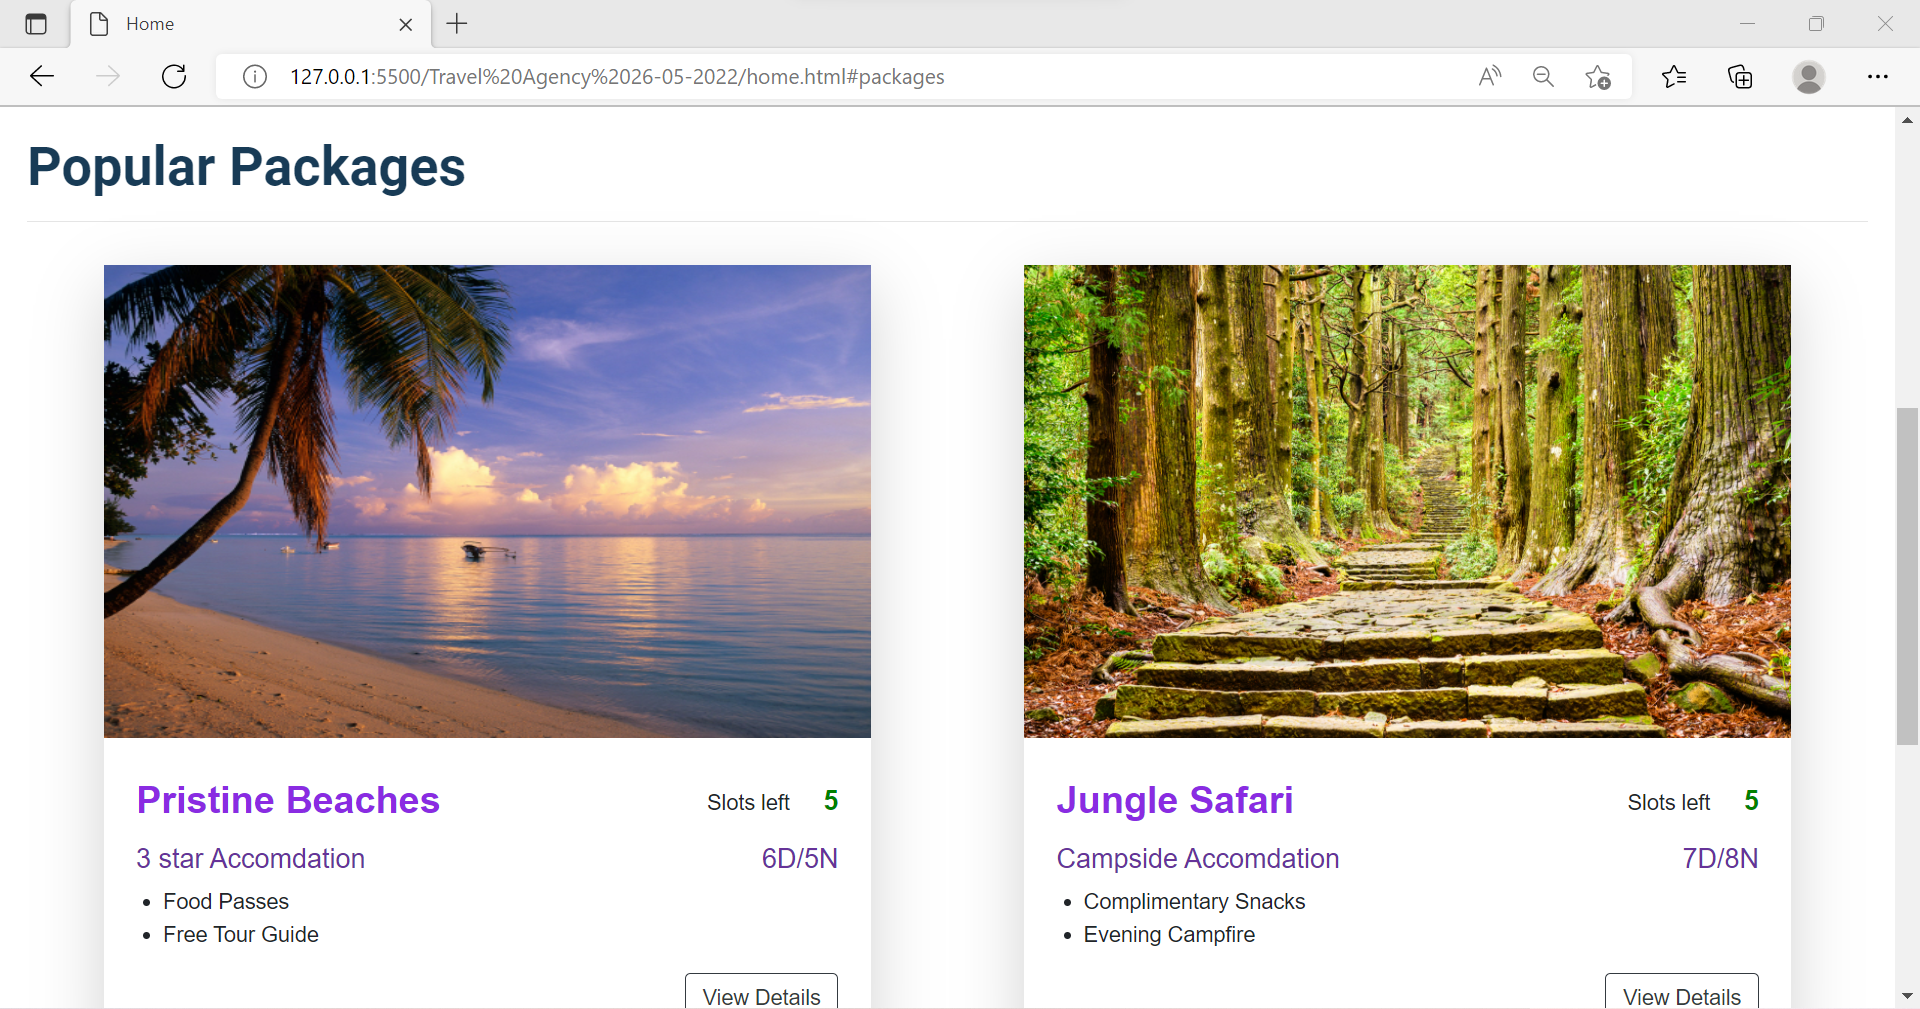 Home
127.0.0.1:5500/Travel%20Agency%2026-05-2022/home.html#packages
Popular Packages
Pristine Beaches
Slots left 5
3 star Accomdation
6D/5N
Food Passes
Free Tour Guide
View Details
Jungle Safari
Slots left 5
Campside Accomdation
7D/8N
Complimentary Snacks
Evening Campfire
View Details